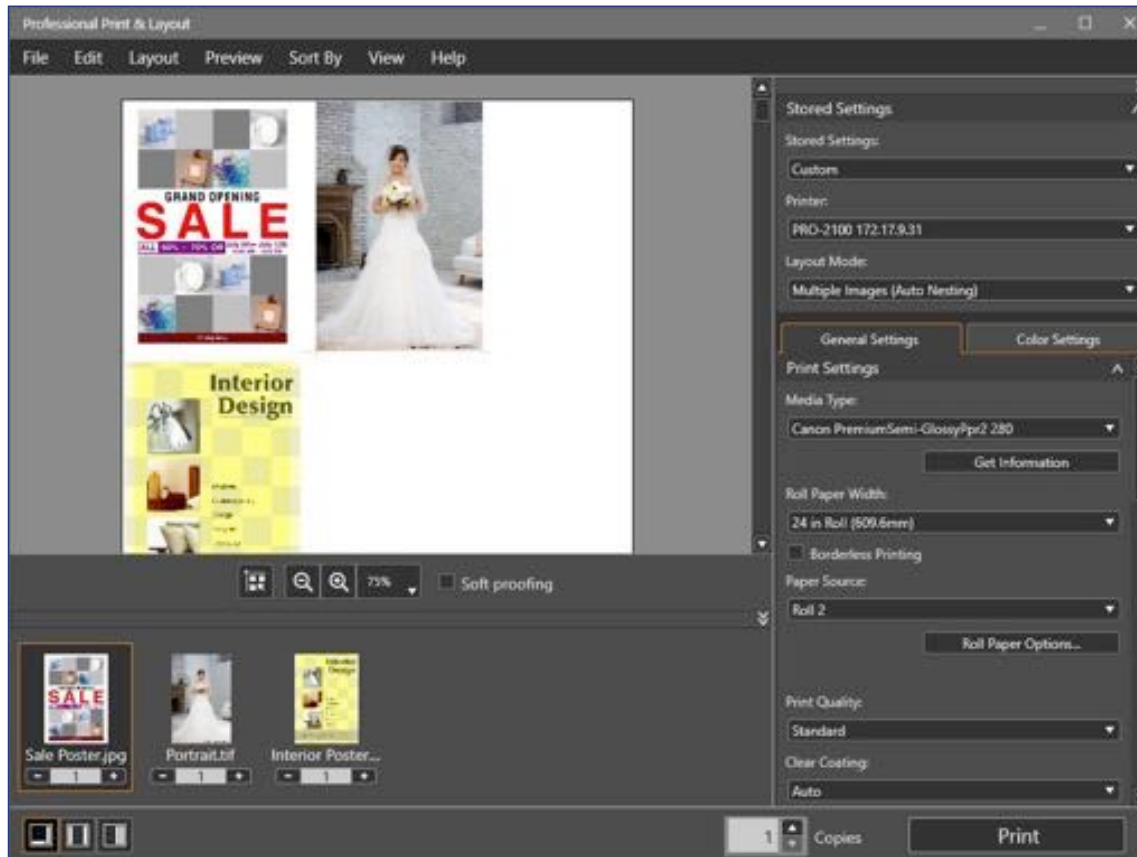 Professional Print & Layout
File Edit Layout Preview Sort By View Help
GRAND OPENING
SALE
ALL 50% - 70% OFF
Interior
Design
75%
Soft proofing
Sale Poster.jpg
Portrait.tif
Interior Poster...
1
1
1
Stored Settings
Stored Settings:
Custom
Printer:
PRO-2100 172.17.9.31
Layout Mode:
Multiple Images (Auto Nesting)
General Settings Color Settings
Print Settings
Media Type:
Canon PremiumSemi-GlossyPpr2 280
Get Information
Roll Paper Width:
24 in Roll (609.6mm)
Borderless Printing
Paper Source:
Roll 2
Roll Paper Options...
Print Quality:
Standard
Clear Coating:
Auto
1 Copies Print